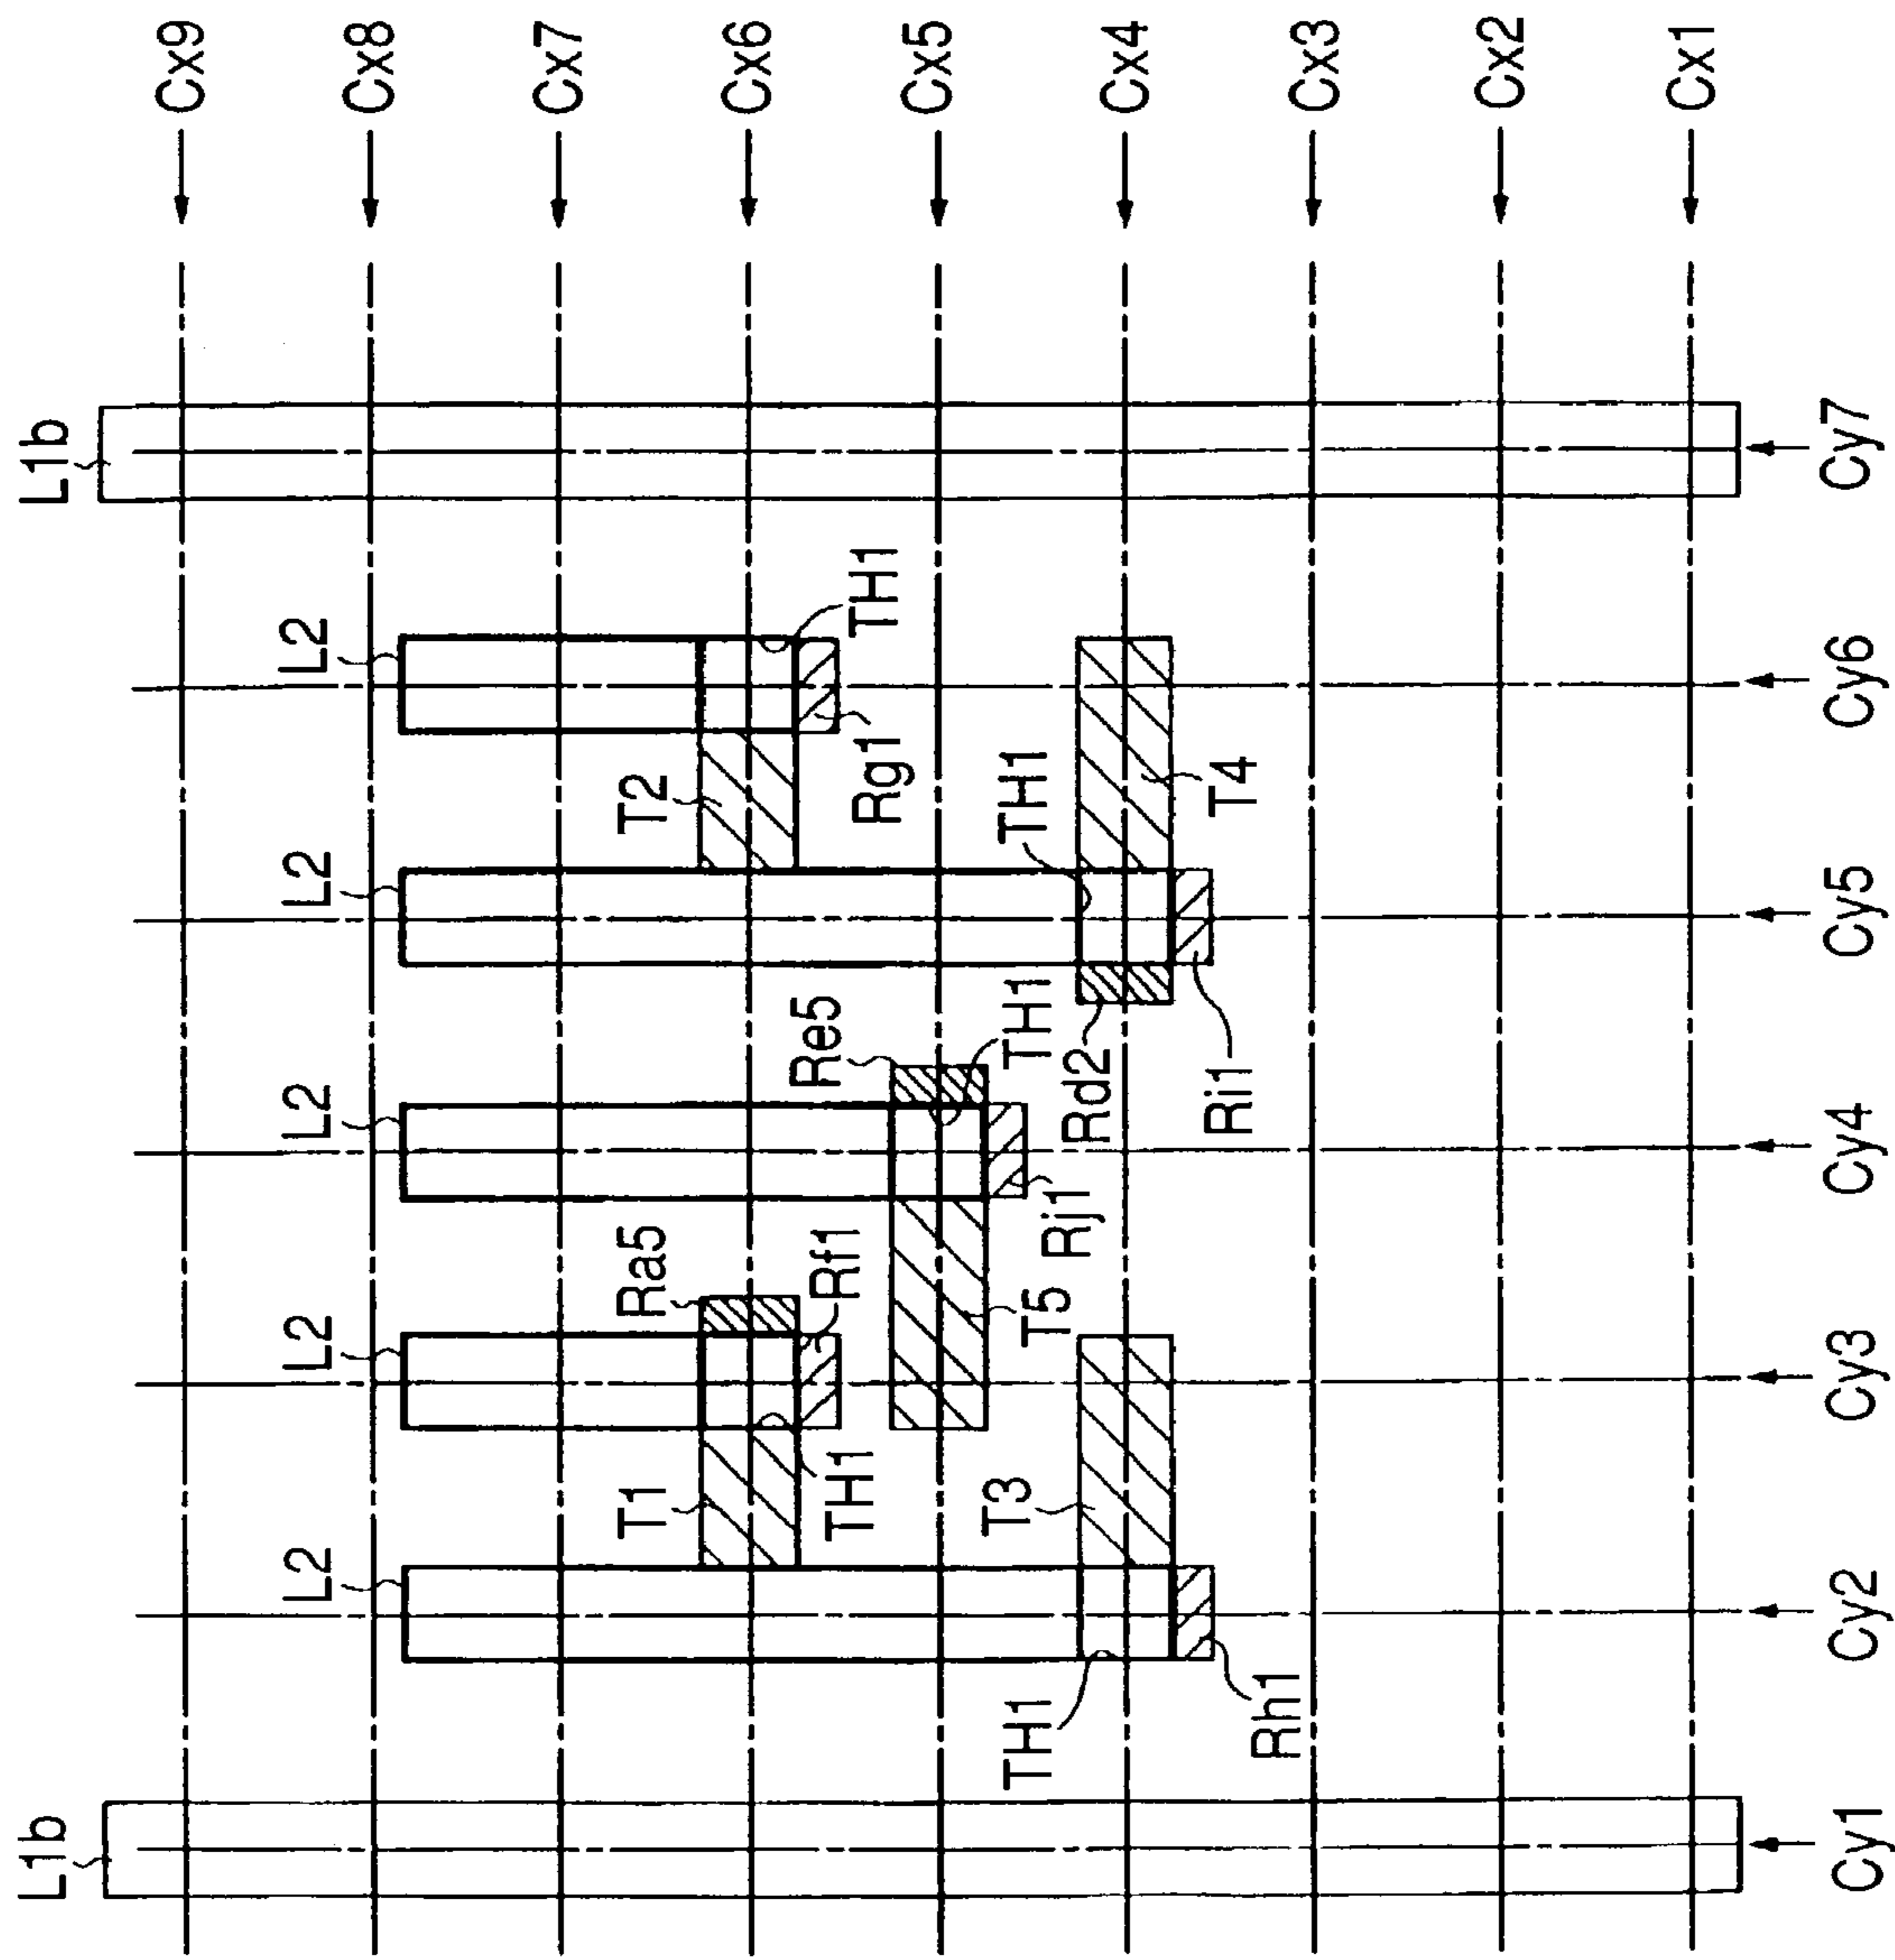 Cx9
Cx8
Cx7
Cx6
Cx5
Cx4
Cx3
Cx2
Cx1
L1b
L2
TH1
T2
Rg1
L2
TH1
T4
Re5
TH1
Rd2
Ri1
L2
Ra5
Rf1
Rj1
L2
T5
T1
TH1
T3
L2
TH1
Rh1
L1b
Cy7
Cy6
Cy5
Cy4
Cy3
Cy2
Cy1